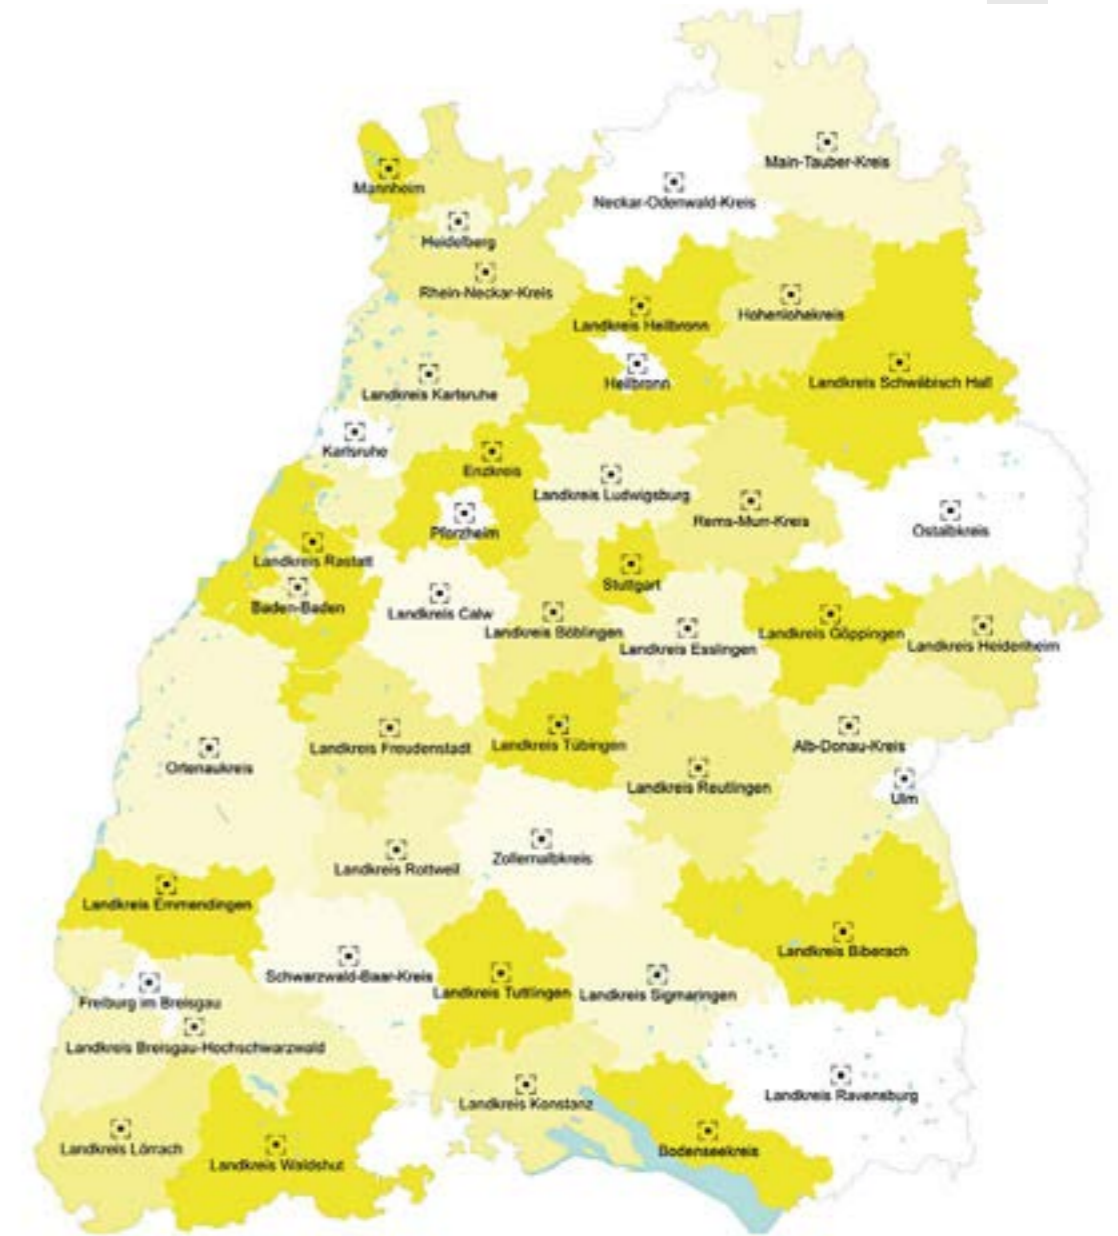 Main-Tauber-Kreis
Mannheim
Neckar-Odenwald-Kreis
Heidelberg
Rhein-Neckar-Kreis
Hohenlohekreis
Landkreis Heilbronn
Landkreis Schwäbisch Hall
Heilbronn
Landkreis Karlsruhe
Karlsruhe
Enzkreis
Landkreis Ludwigsburg
Rems-Murr-Kreis
Ostalbkreis
Pforzheim
Landkreis Rastatt
Stuttgart
Baden-Baden
Landkreis Calw
Landkreis Böblingen
Landkreis Göppingen
Landkreis Heidenheim
Landkreis Esslingen
Landkreis Freudenstadt
Landkreis Tübingen
Alb-Donau-Kreis
Ortenaukreis
Landkreis Reutlingen
Ulm
Zollernalbkreis
Landkreis Rottweil
Landkreis Emmendingen
Landkreis Biberach
Schwarzwald-Baar-Kreis
Landkreis Tuttlingen
Landkreis Sigmaringen
Freiburg im Breisgau
Landkreis Breisgau-Hochschwarzwald
Landkreis Ravensburg
Landkreis Konstanz
Landkreis Lörrach
Bodenseekreis
Landkreis Waldshut